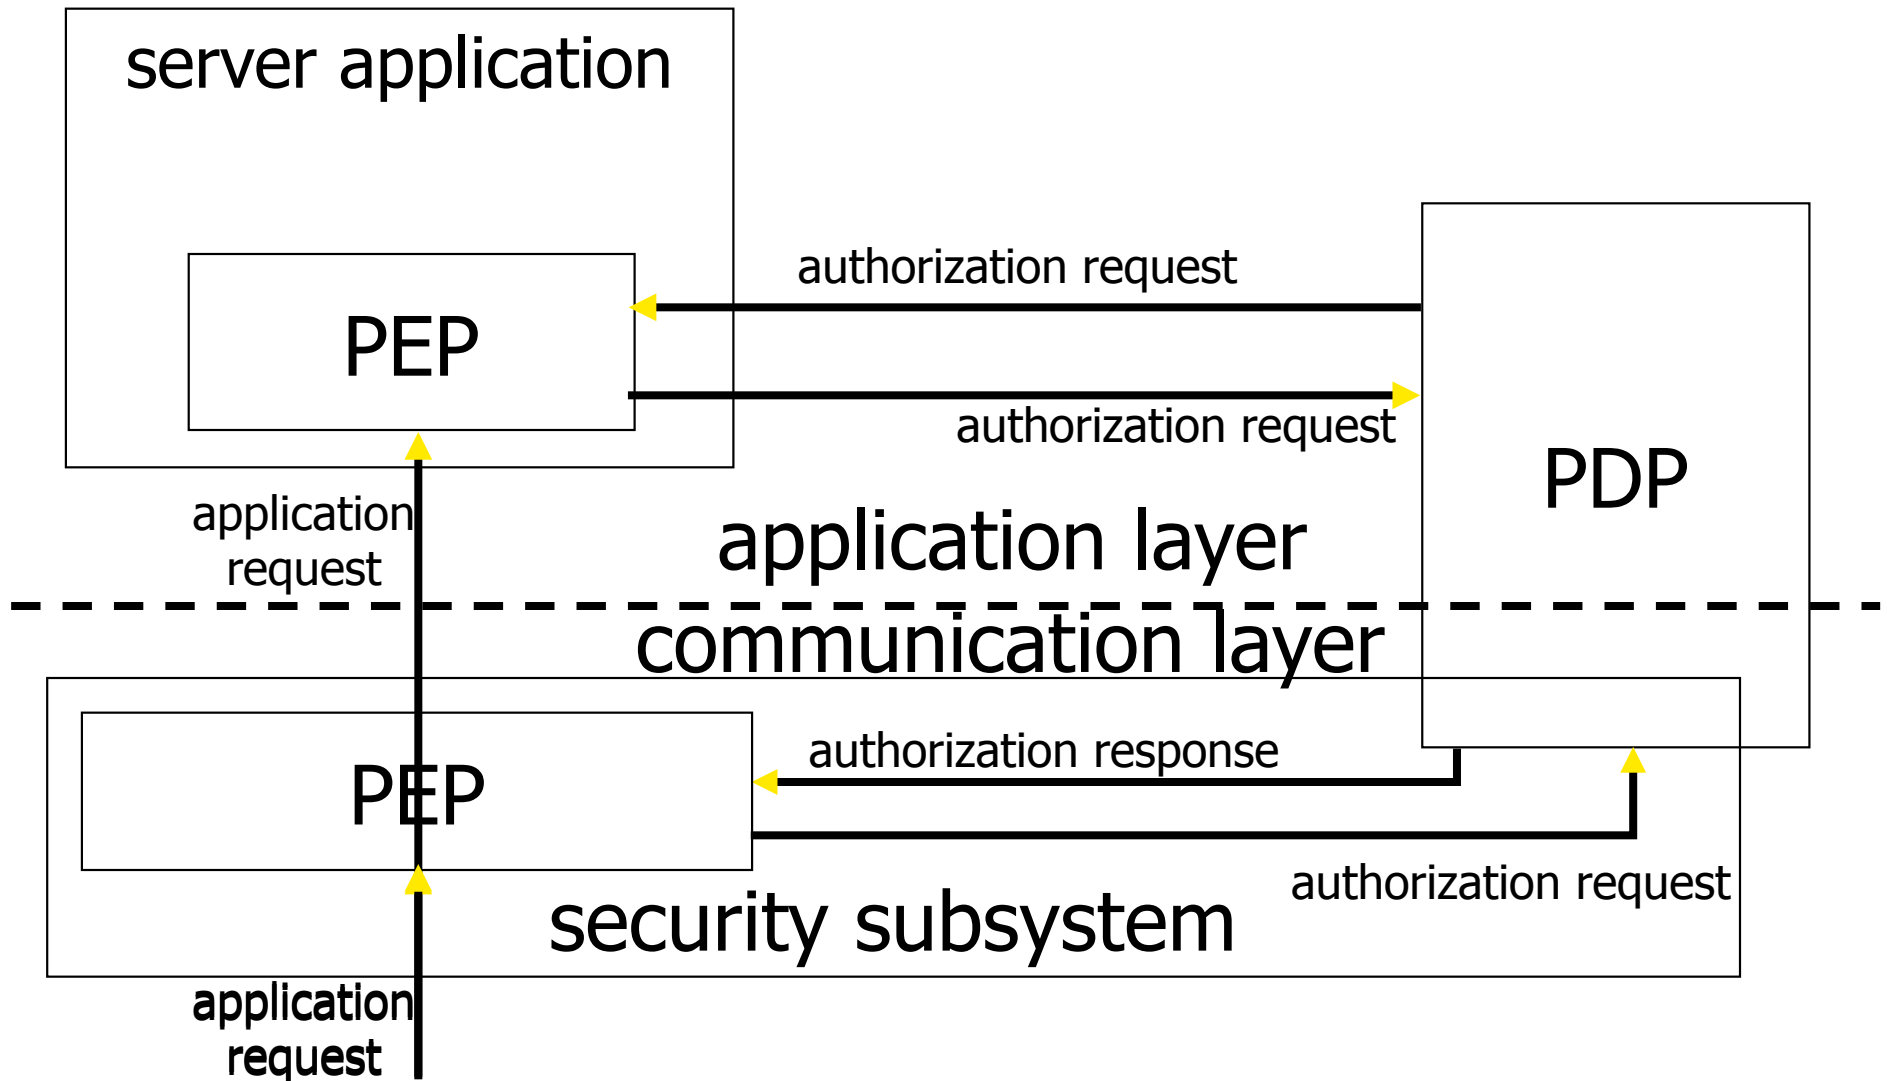 server application
authorization request
PEP
authorization request
PDP
application
request
application layer
communication layer
authorization response
PEP
authorization request
security subsystem
application
request